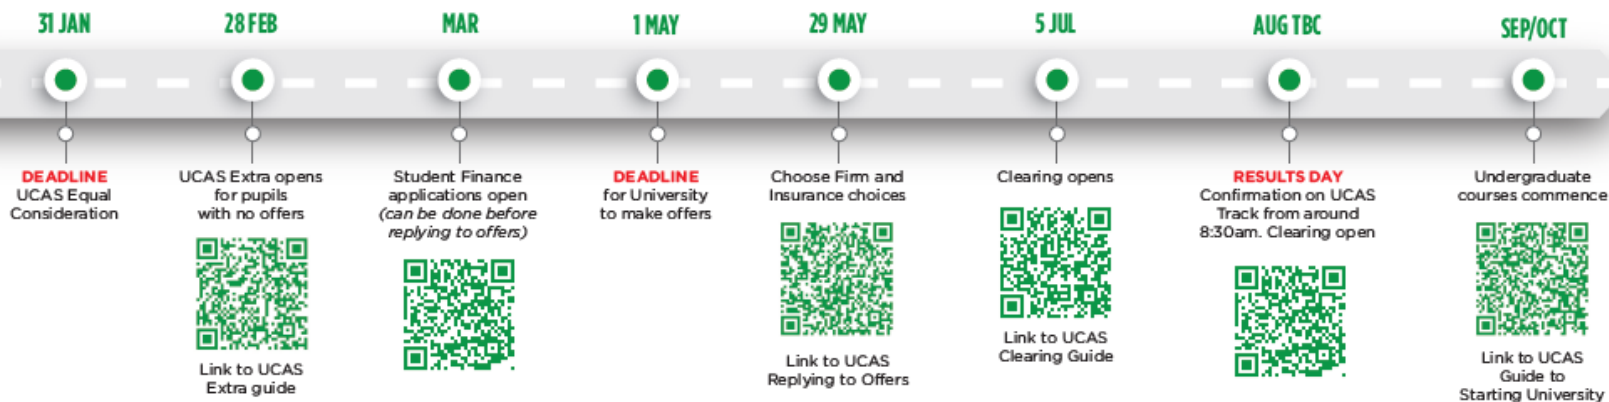 31 JAN
DEADLINE
UCAS Equal
Consideration
28 FEB
UCAS Extra opens
for pupils
with no offers
Link to UCAS
Extra guide
MAR
Student Finance
applications open
(can be done before
replying to offers)
1 MAY
DEADLINE
for University
to make offers
29 MAY
Choose Firm and
Insurance choices
Link to UCAS
Replying to Offers
5 JUL
Clearing opens
Link to UCAS
Clearing Guide
AUG TBC
RESULTS DAY
Confirmation on UCAS
Track from around
8:30am. Clearing open
SEP/OCT
Undergraduate
courses commence
Link to UCAS
Guide to
Starting University